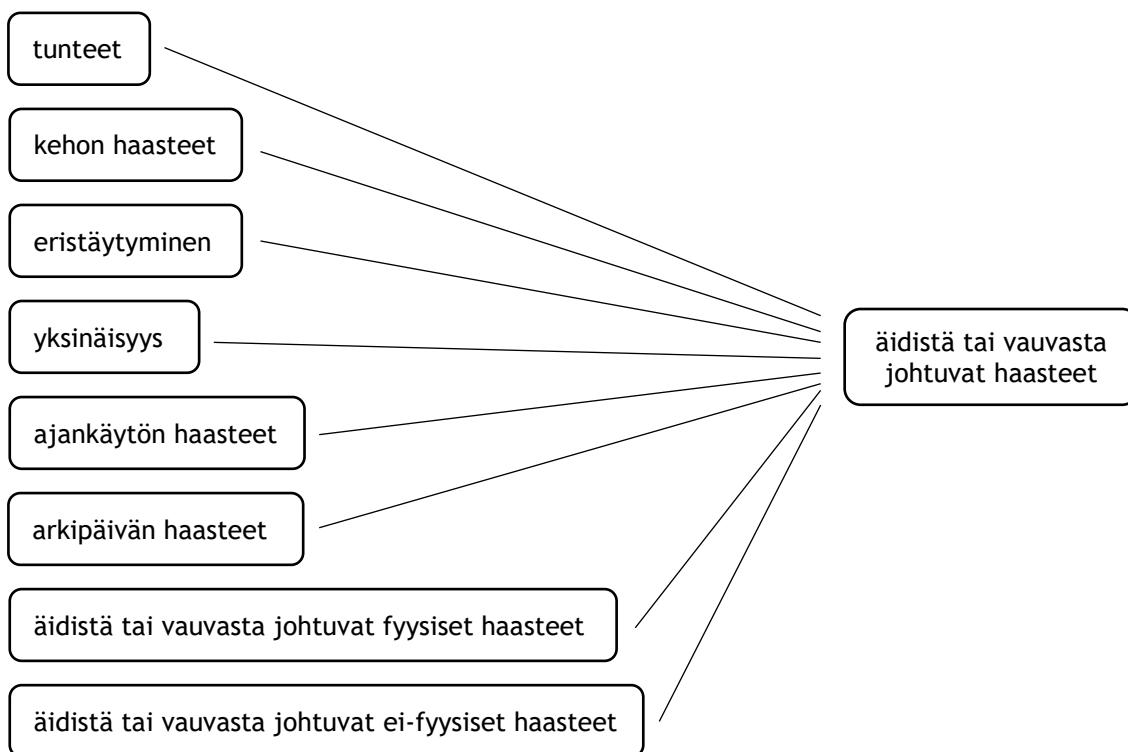 tunteet
kehon haasteet
eristäytyminen
yksinäisyys
ajankäytön haasteet
arkipäivän haasteet
äidistä tai vauvasta johtuvat fyysiset haasteet
äidistä tai vauvasta johtuvat ei-fyysiset haasteet
äidistä tai vauvasta
johtuvat haasteet